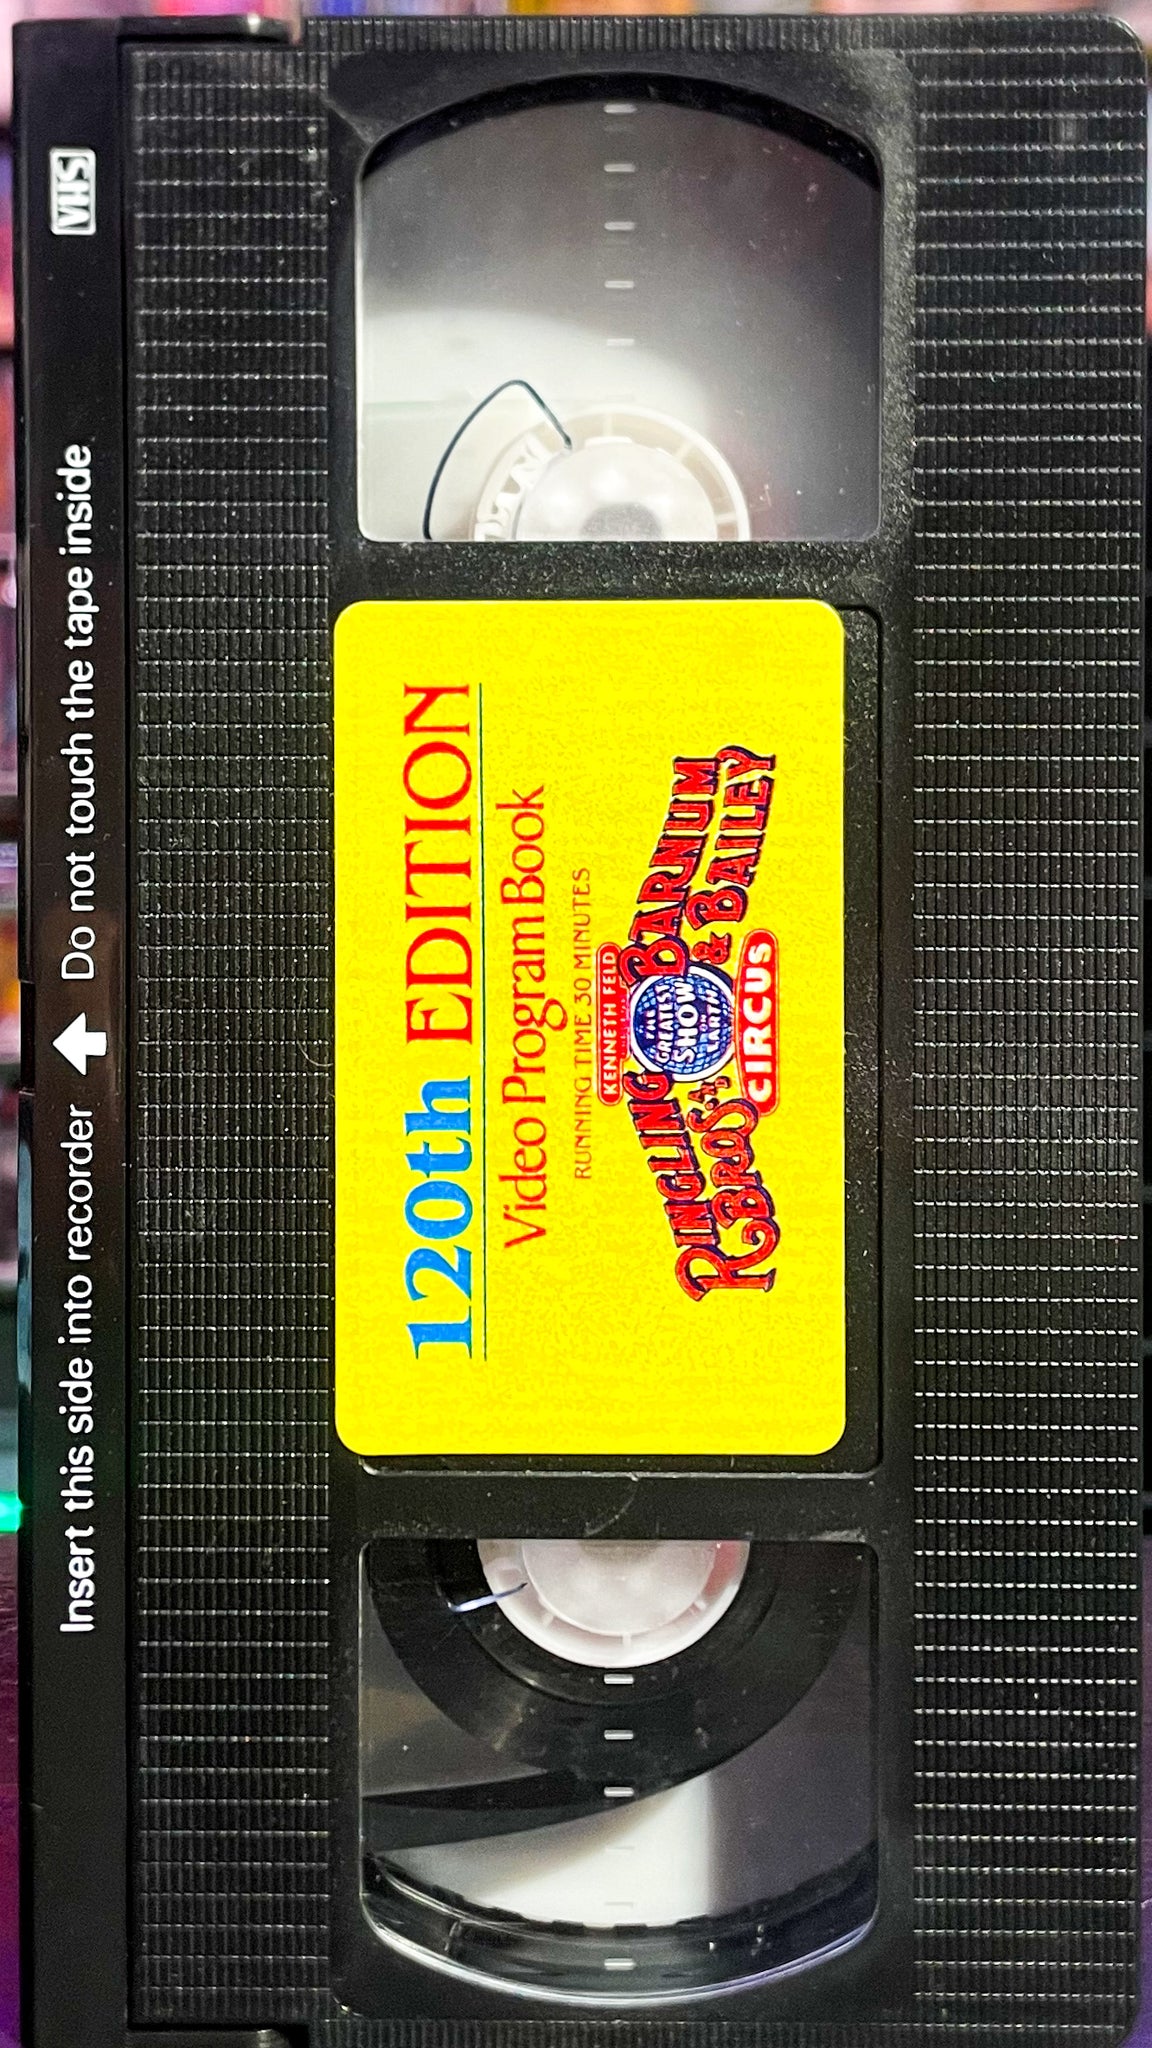 VHS
Insert this side into recorder ⬆ Do not touch the tape inside
120th EDITION
Video Program Book
RUNNING TIME 30 MINUTES
KENNETH FELD
RINGLING BARNUM
BROS. AND & BAILEY
THE
GREATEST
SHOW
ON
EARTH
CIRCUS